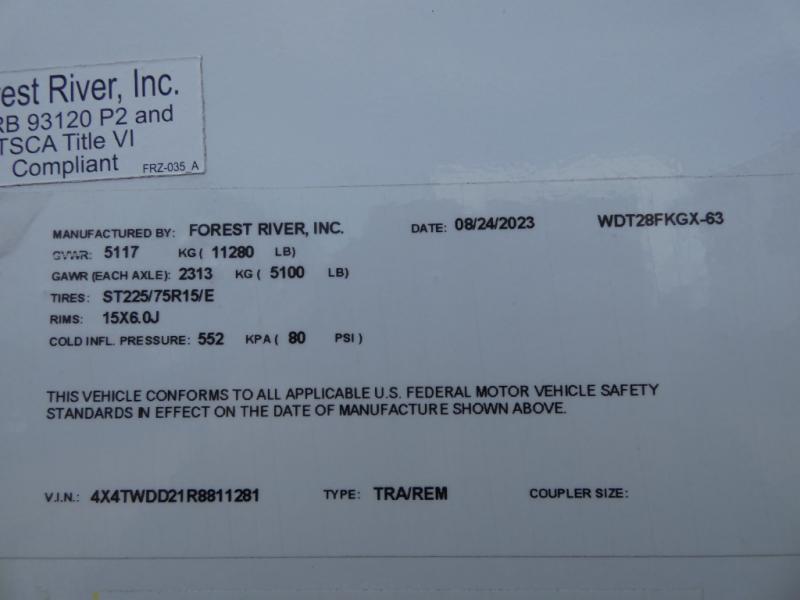 est River, Inc.
RB 93120 P2 and
TSCA Title VI
Compliant FRZ-035 A
MANUFACTURED BY: FOREST RIVER, INC. DATE: 08/24/2023 WDT28FKGX-63
GVWR: 5117 KG ( 11280 LB)
GAWR (EACH AXLE): 2313 KG ( 5100 LB)
TIRES: ST225/75R15/E
RIMS: 15X6.0J
COLD INFL. PRESSURE: 552 KPA ( 80 PSI )
THIS VEHICLE CONFORMS TO ALL APPLICABLE U.S. FEDERAL MOTOR VEHICLE SAFETY
STANDARDS IN EFFECT ON THE DATE OF MANUFACTURE SHOWN ABOVE.
V.I.N.: 4X4TWDD21R8811281 TYPE: TRA/REM COUPLER SIZE: